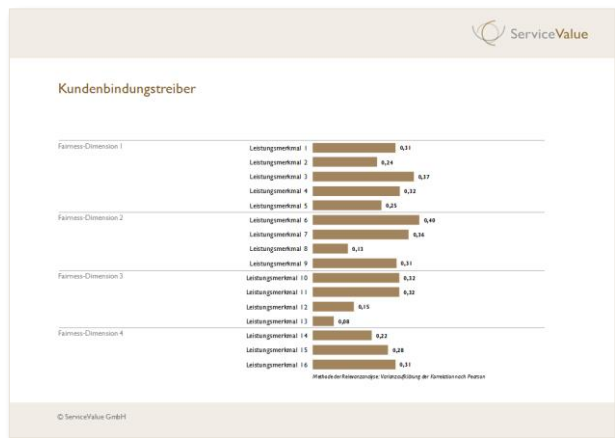 ServiceValue
Kundenbindungstreiber
Fairness-Dimension 1
Leistungsmerkmal 1 0,31
Leistungsmerkmal 2 0,24
Leistungsmerkmal 3 0,37
Leistungsmerkmal 4 0,32
Leistungsmerkmal 5 0,25
Fairness-Dimension 2
Leistungsmerkmal 6 0,40
Leistungsmerkmal 7 0,36
Leistungsmerkmal 8 0,13
Leistungsmerkmal 9 0,31
Fairness-Dimension 3
Leistungsmerkmal 10 0,32
Leistungsmerkmal 11 0,32
Leistungsmerkmal 12 0,15
Leistungsmerkmal 13 0,08
Fairness-Dimension 4
Leistungsmerkmal 14 0,22
Leistungsmerkmal 15 0,28
Leistungsmerkmal 16 0,31
Methode der Relevanzanalyse: Varianzaufklärung der Korrelation nach Pearson
© ServiceValue GmbH